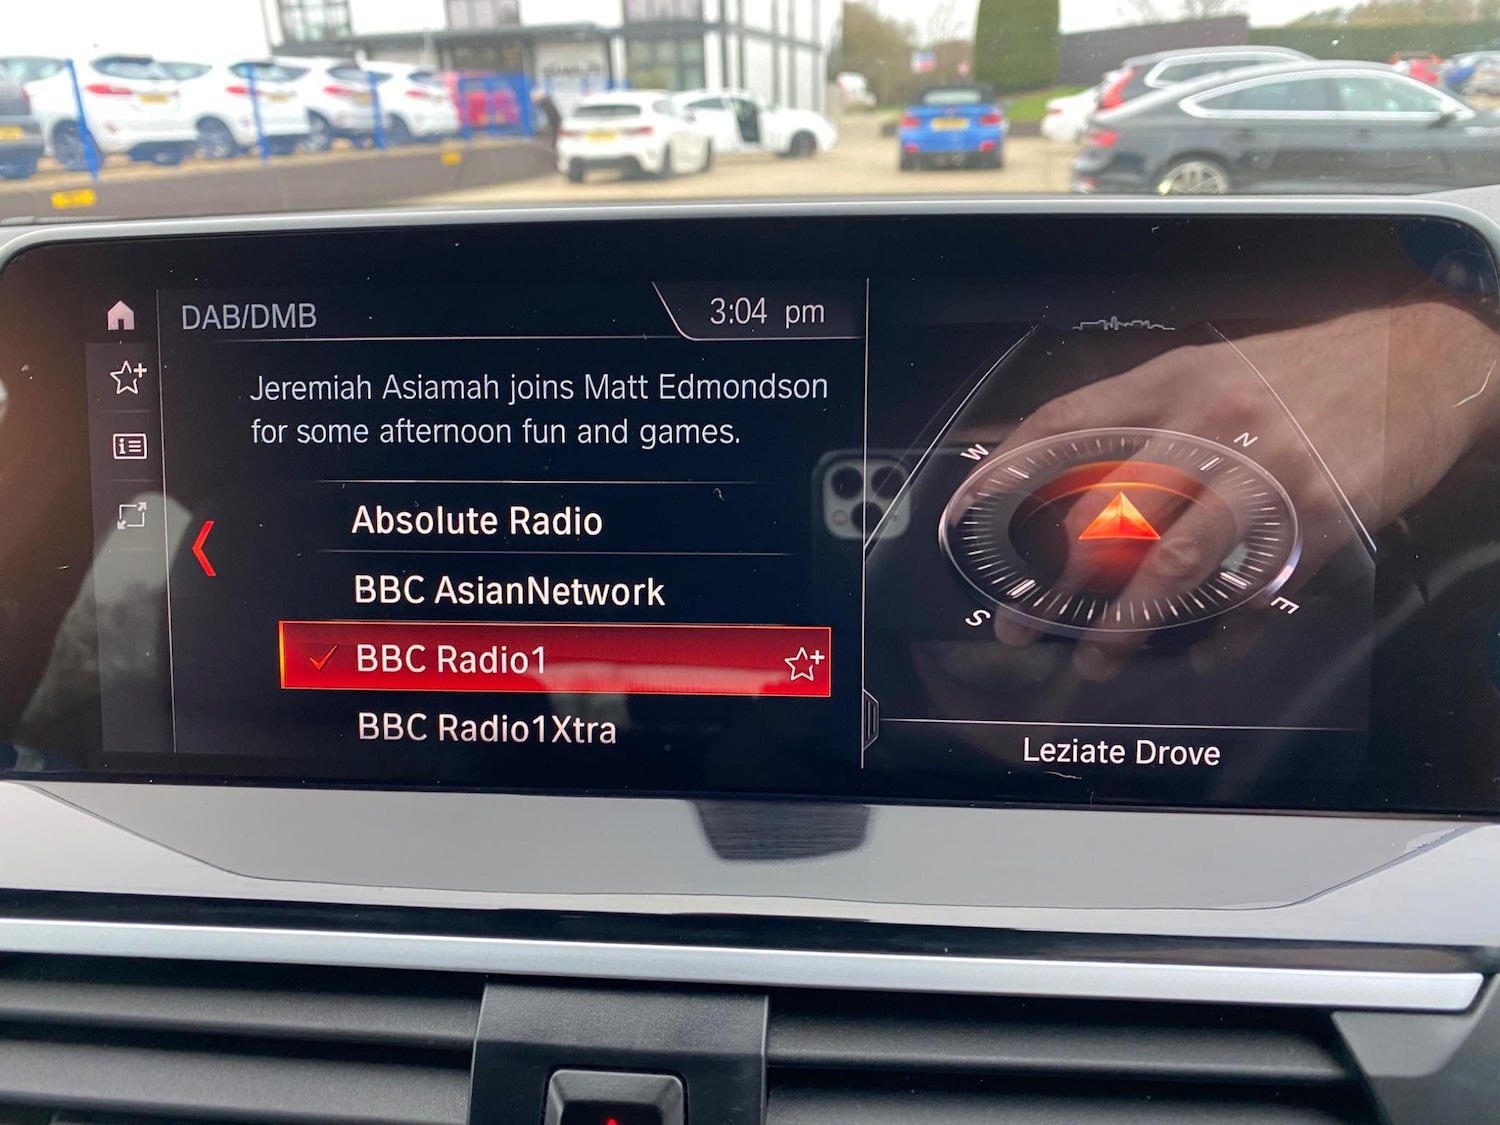 DAB/DMB
3:04 pm
Jeremiah Asiamah joins Matt Edmondson
for some afternoon fun and games.
Absolute Radio
BBC AsianNetwork
BBC Radio1
BBC Radio1Xtra
W
N
S
E
Leziate Drove